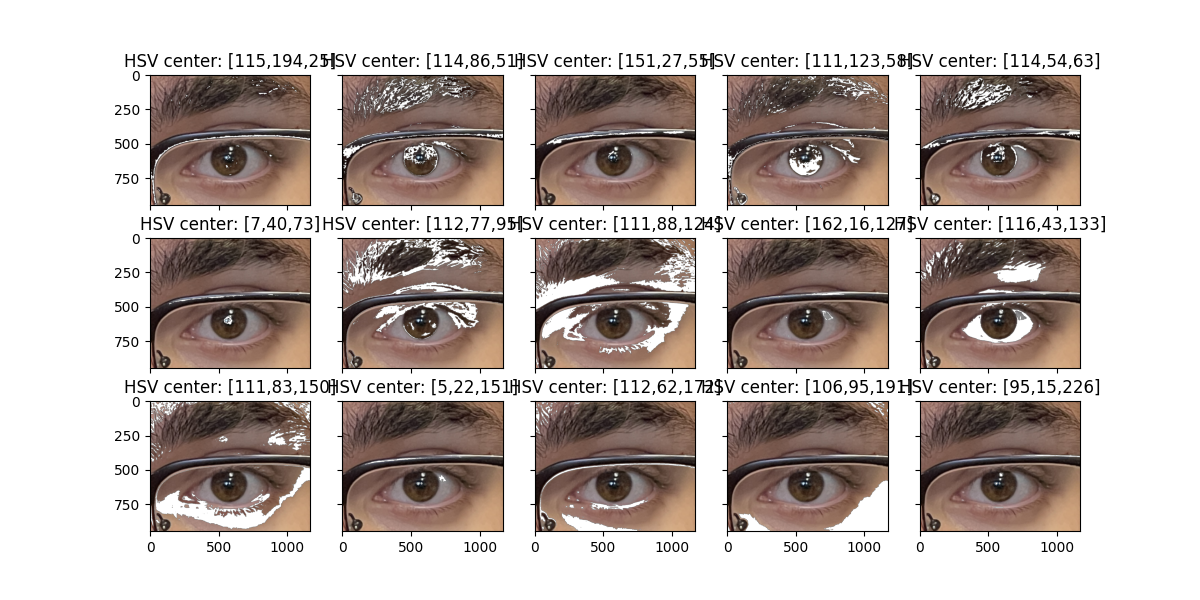 HSV center: [115,194,25]
HSV center: [114,86,51]
HSV center: [151,27,55]
HSV center: [111,123,58]
HSV center: [114,54,63]
0
250
500
750
HSV center: [7,40,73]
HSV center: [112,77,95]
HSV center: [111,88,124]
HSV center: [162,16,127]
HSV center: [116,43,133]
0
250
500
750
HSV center: [111,83,150]
HSV center: [5,22,151]
HSV center: [112,62,172]
HSV center: [106,95,191]
HSV center: [95,15,226]
0
250
500
750
0 500 1000
0 500 1000
0 500 1000
0 500 1000
0 500 1000